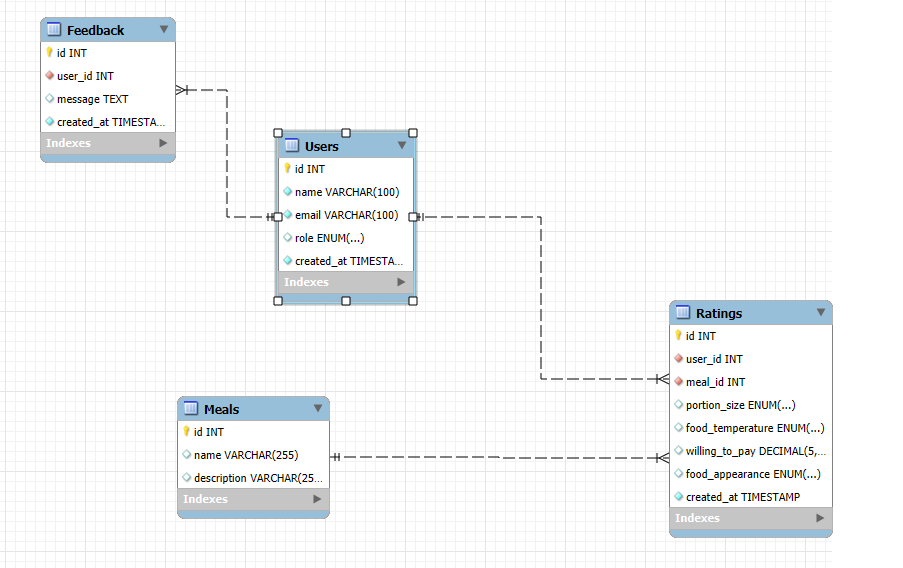 Feedback
id INT
user_id INT
message TEXT
created_at TIMESTA...
Indexes
Users
id INT
name VARCHAR(100)
email VARCHAR(100)
role ENUM(...)
created_at TIMESTA...
Indexes
Meals
id INT
name VARCHAR(255)
description VARCHAR(25...
Indexes
Ratings
id INT
user_id INT
meal_id INT
portion_size ENUM(...)
food_temperature ENUM(...)
willing_to_pay DECIMAL(5,...
food_appearance ENUM(...)
created_at TIMESTAMP
Indexes